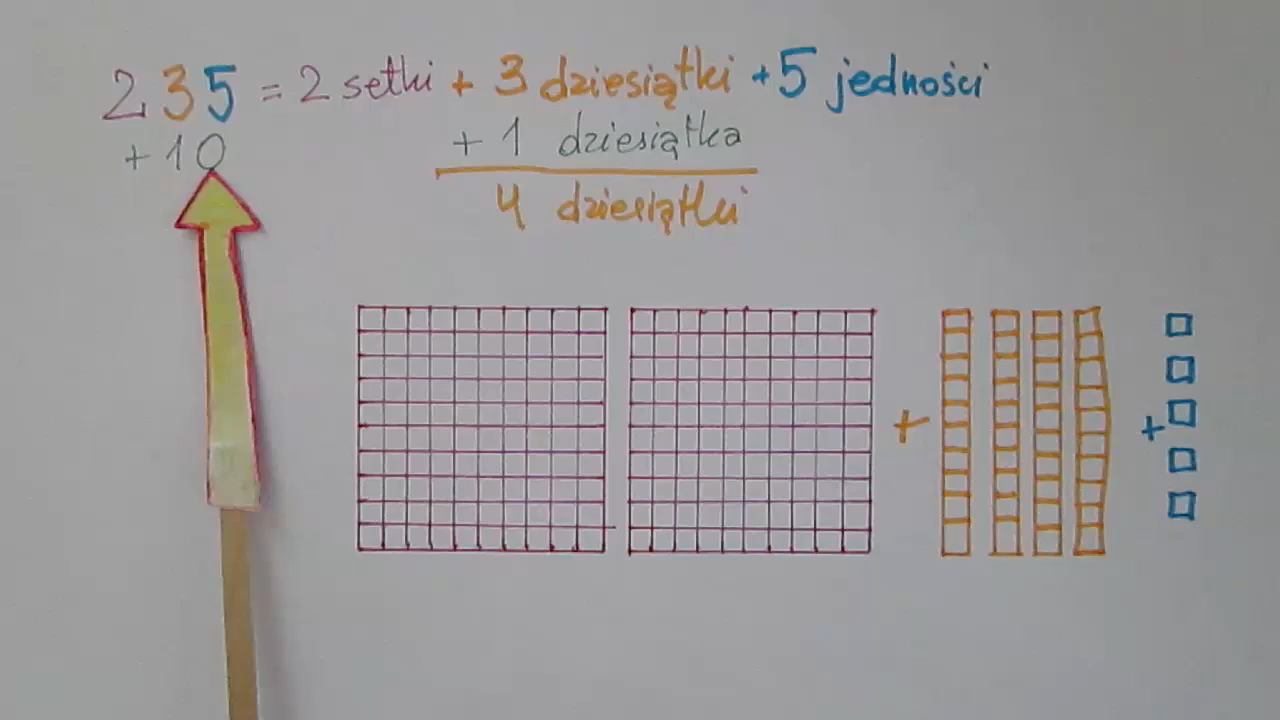 235 = 2 setki + 3 dziesiątki + 5 jedności
+10 + 1 dziesiątka
4 dziesiątki
+ +